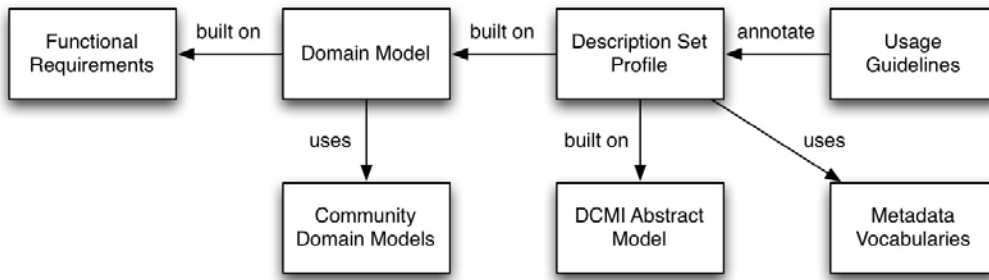 Functional
Requirements
built on
Domain Model
built on
Description Set
Profile
annotate
Usage
Guidelines
uses
built on
uses
Community
Domain Models
DCMI Abstract
Model
Metadata
Vocabularies